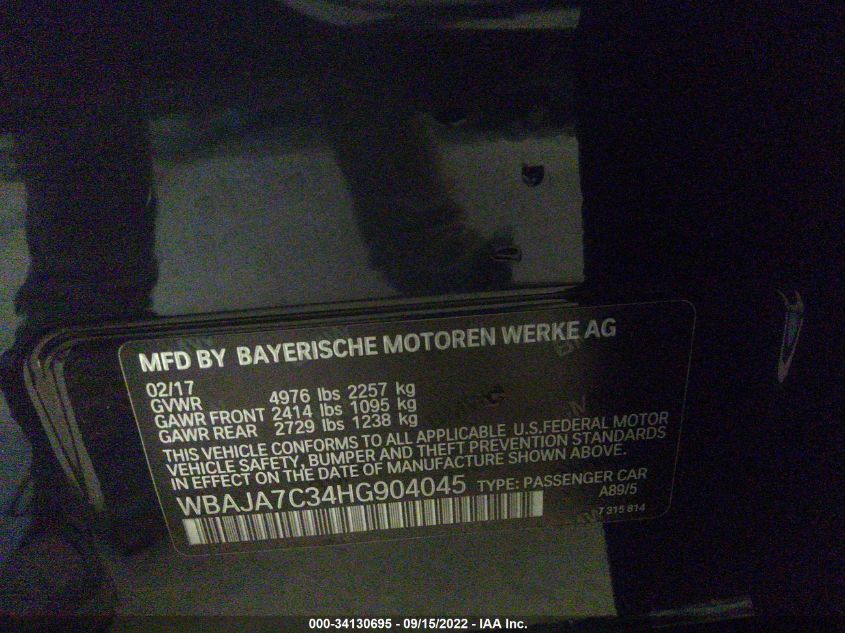 MFD BY BAYERISCHE MOTOREN WERKE AG
02/17
GVWR 4976 lbs 2257 kg
GAWR FRONT 2414 lbs 1095 kg
GAWR REAR 2729 lbs 1238 kg
THIS VEHICLE CONFORMS TO ALL APPLICABLE U.S.FEDERAL MOTOR
VEHICLE SAFETY, BUMPER AND THEFT PREVENTION STANDARDS
IN EFFECT ON THE DATE OF MANUFACTURE SHOWN ABOVE.
WBAJA7C34HG904045 TYPE: PASSENGER CAR
A89/5
7 315 814
000-34130695 - 09/15/2022 - IAA Inc.